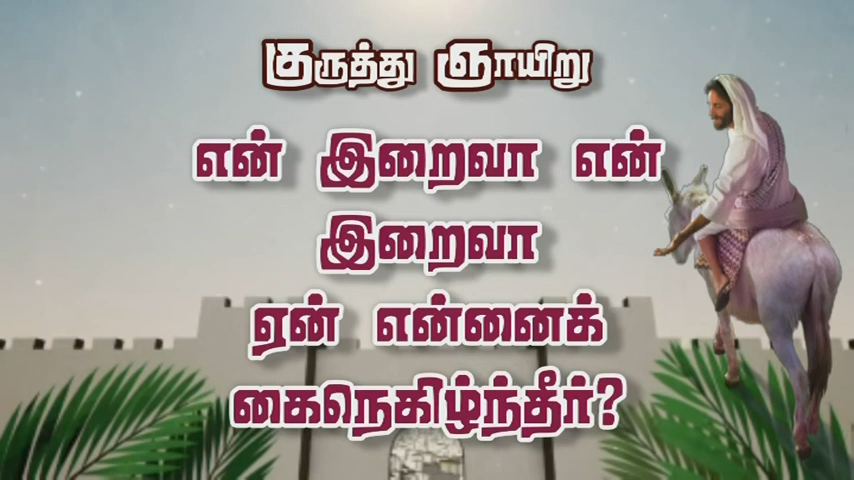 குருத்து ஞாயிறு
என் இறைவா என்
இறைவா
ஏன் என்னைக்
கைநெகிழ்ந்தீர்?